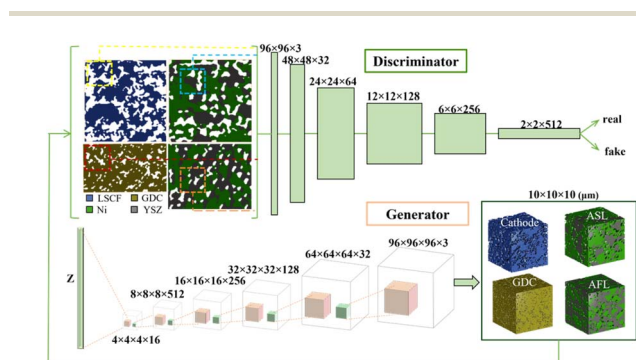 96×96×3
48×48×32
Discriminator
24×24×64
12×12×128
6×6×256
2×2×512
real
fake
LSCF GDC
Ni YSZ
Generator
10×10×10 (μm)
Z
96×96×96×3
64×64×64×32
32×32×32×128
16×16×16×256
8×8×8×512
4×4×4×16
Cathode
ASL
GDC
AFL